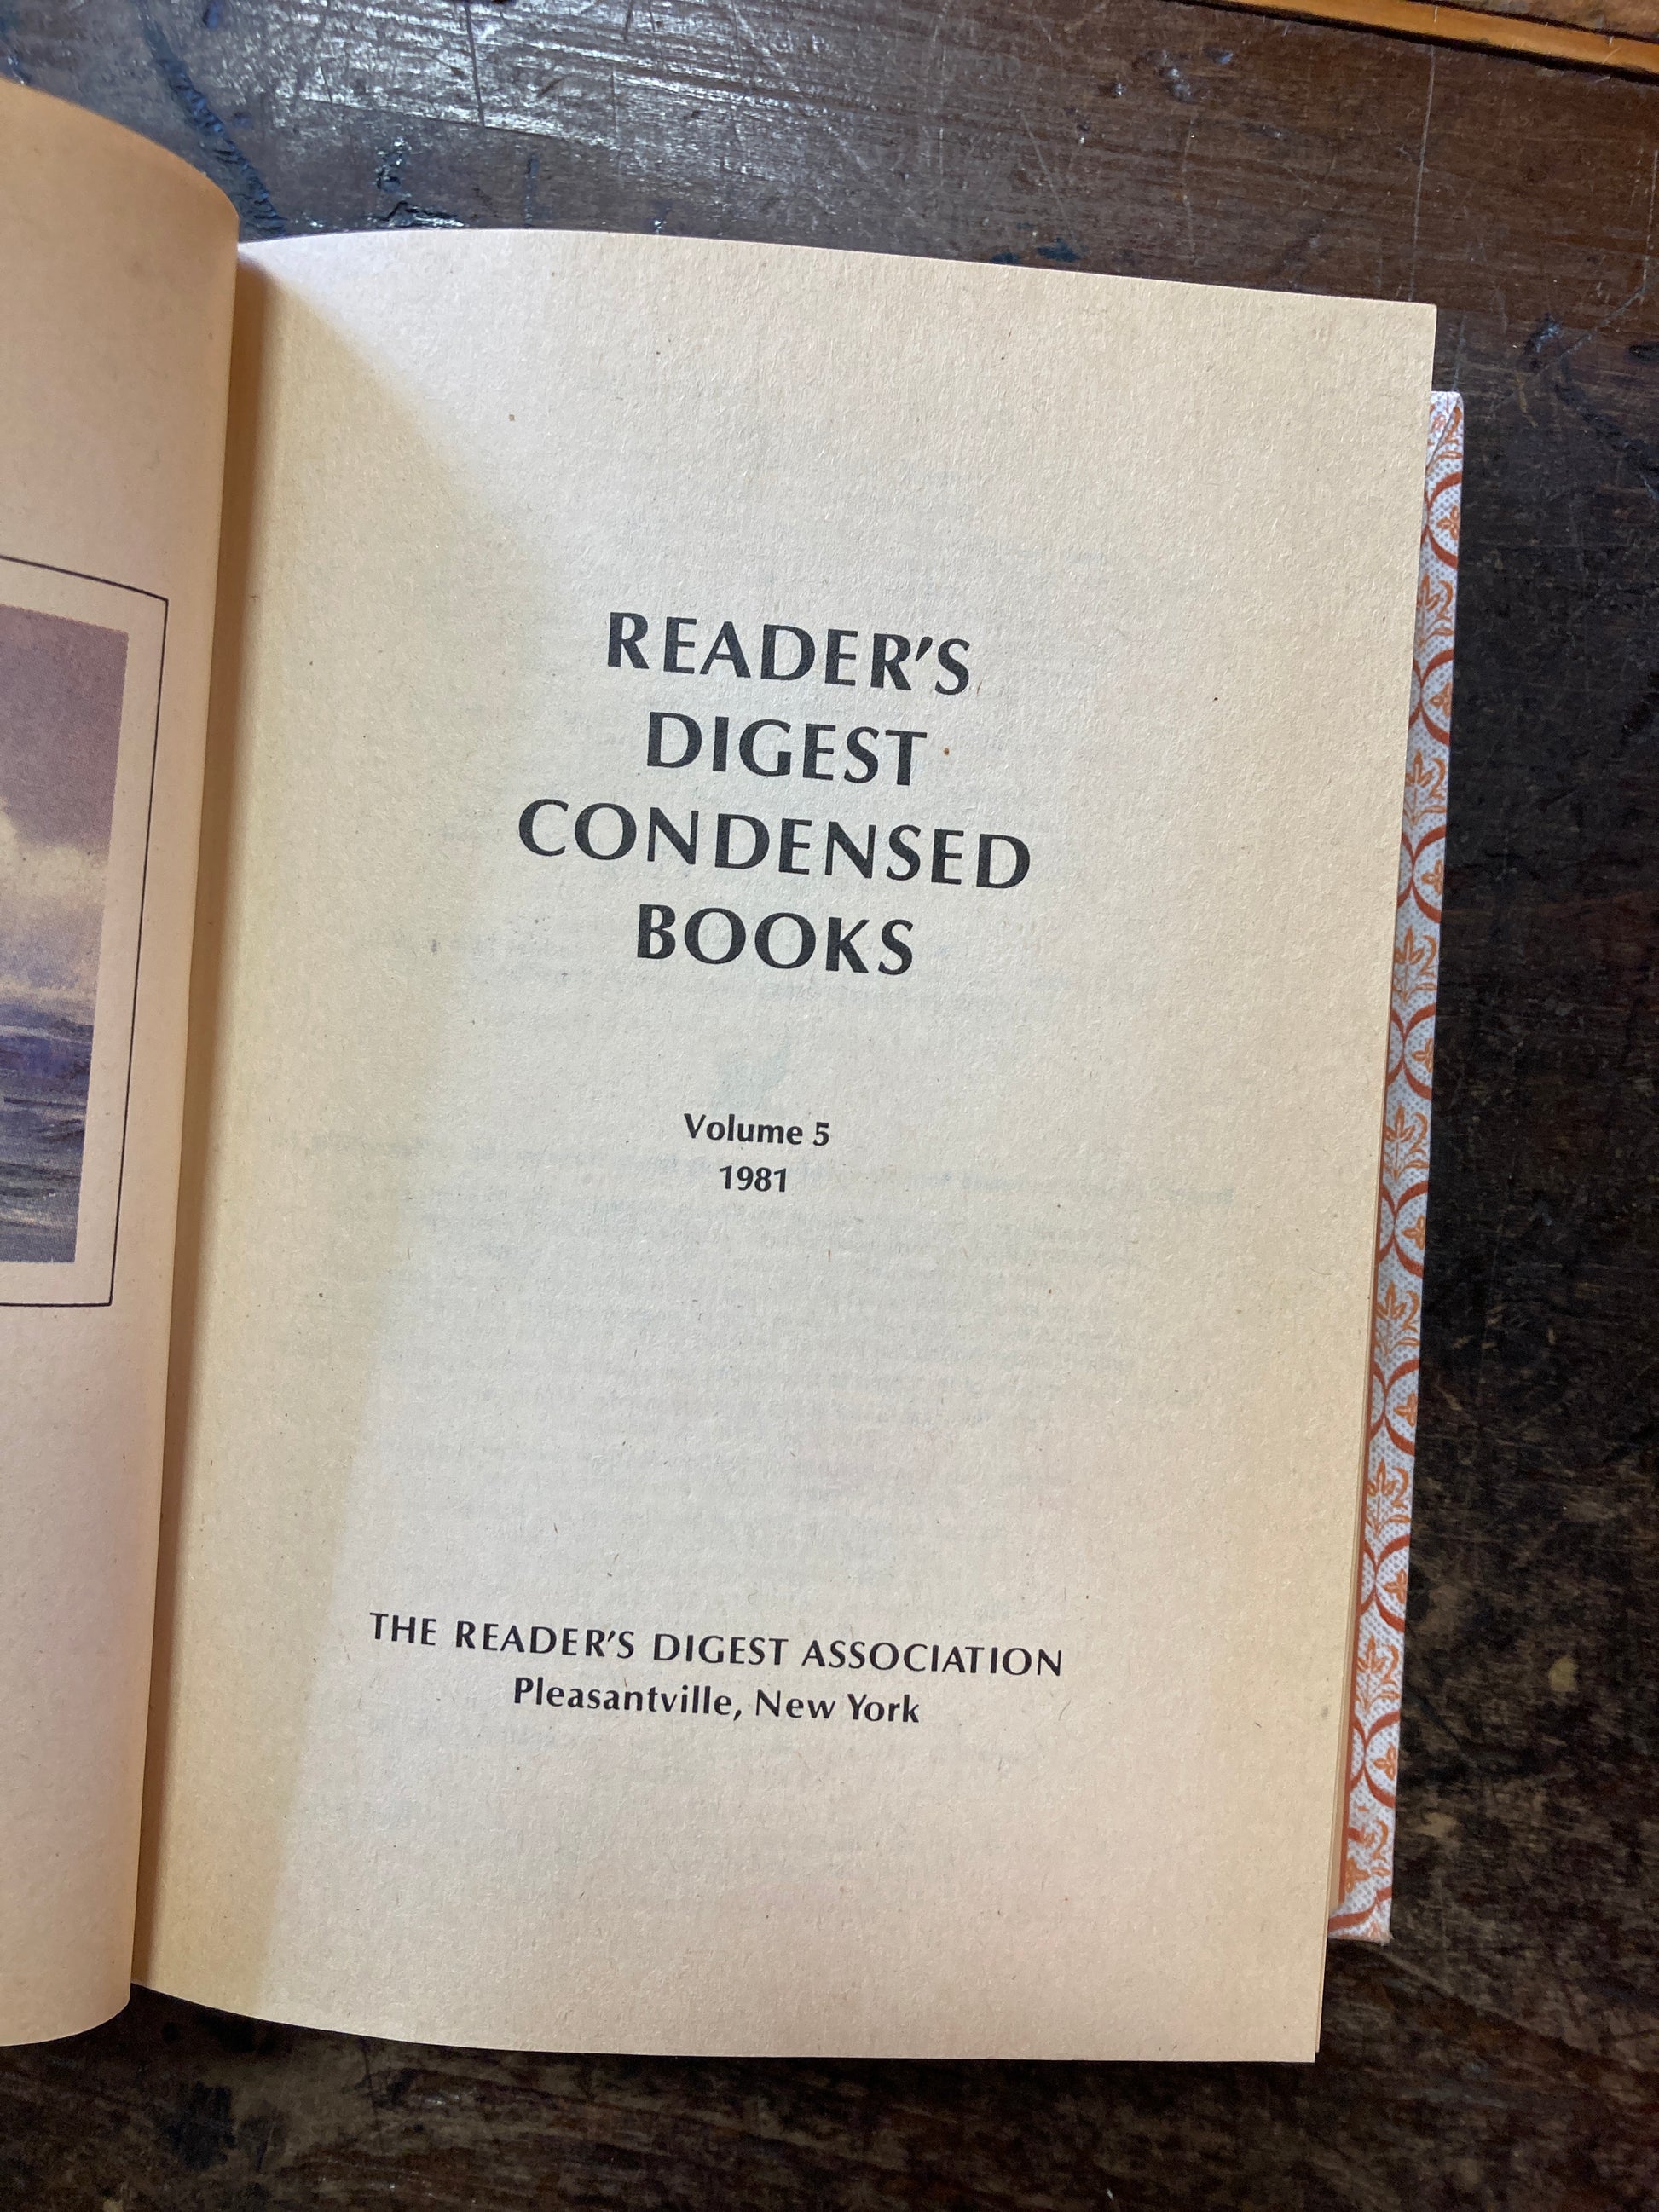 READER'S
DIGEST
CONDENSED
BOOKS
Volume 5
1981
THE READER'S DIGEST ASSOCIATION
Pleasantville, New York